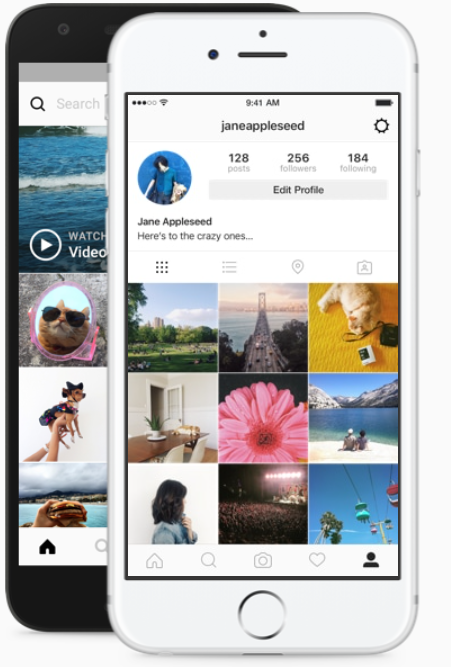 Search
WATCH
Video
9:41 AM
janeappleseed
128
256
184
posts
followers
following
Edit Profile
Jane Appleseed
Here's to the crazy ones...